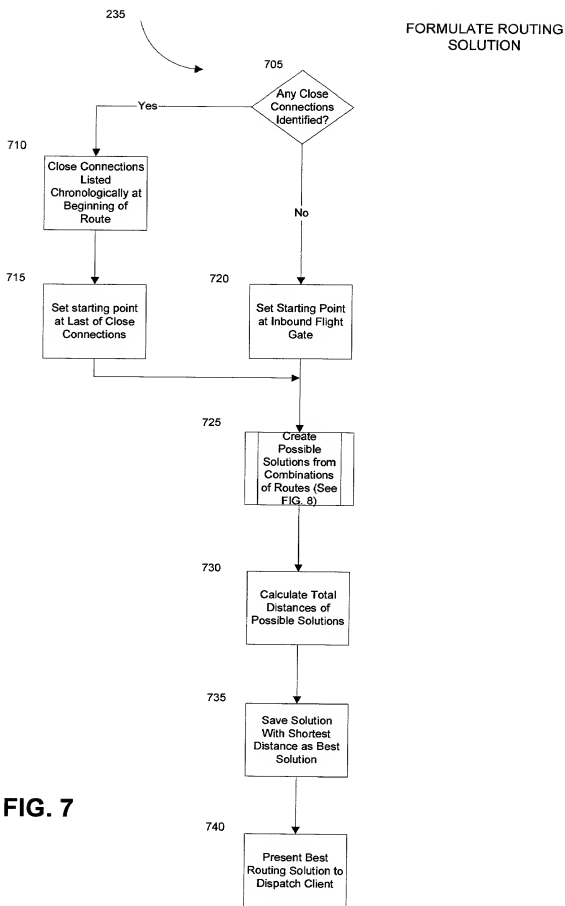 235
FORMULATE ROUTING
SOLUTION
705
Any Close
Connections
Identified?
Yes
No
710
Close Connections
Listed
Chronologically at
Beginning of
Route
715
Set starting point
at Last of Close
Connections
720
Set Starting Point
at Inbound Flight
Gate
725
Create
Possible
Solutions from
Combinations
of Routes (See
FIG. 8)
730
Calculate Total
Distances of
Possible Solutions
735
Save Solution
With Shortest
Distance as Best
Solution
FIG. 7
740
Present Best
Routing Solution to
Dispatch Client